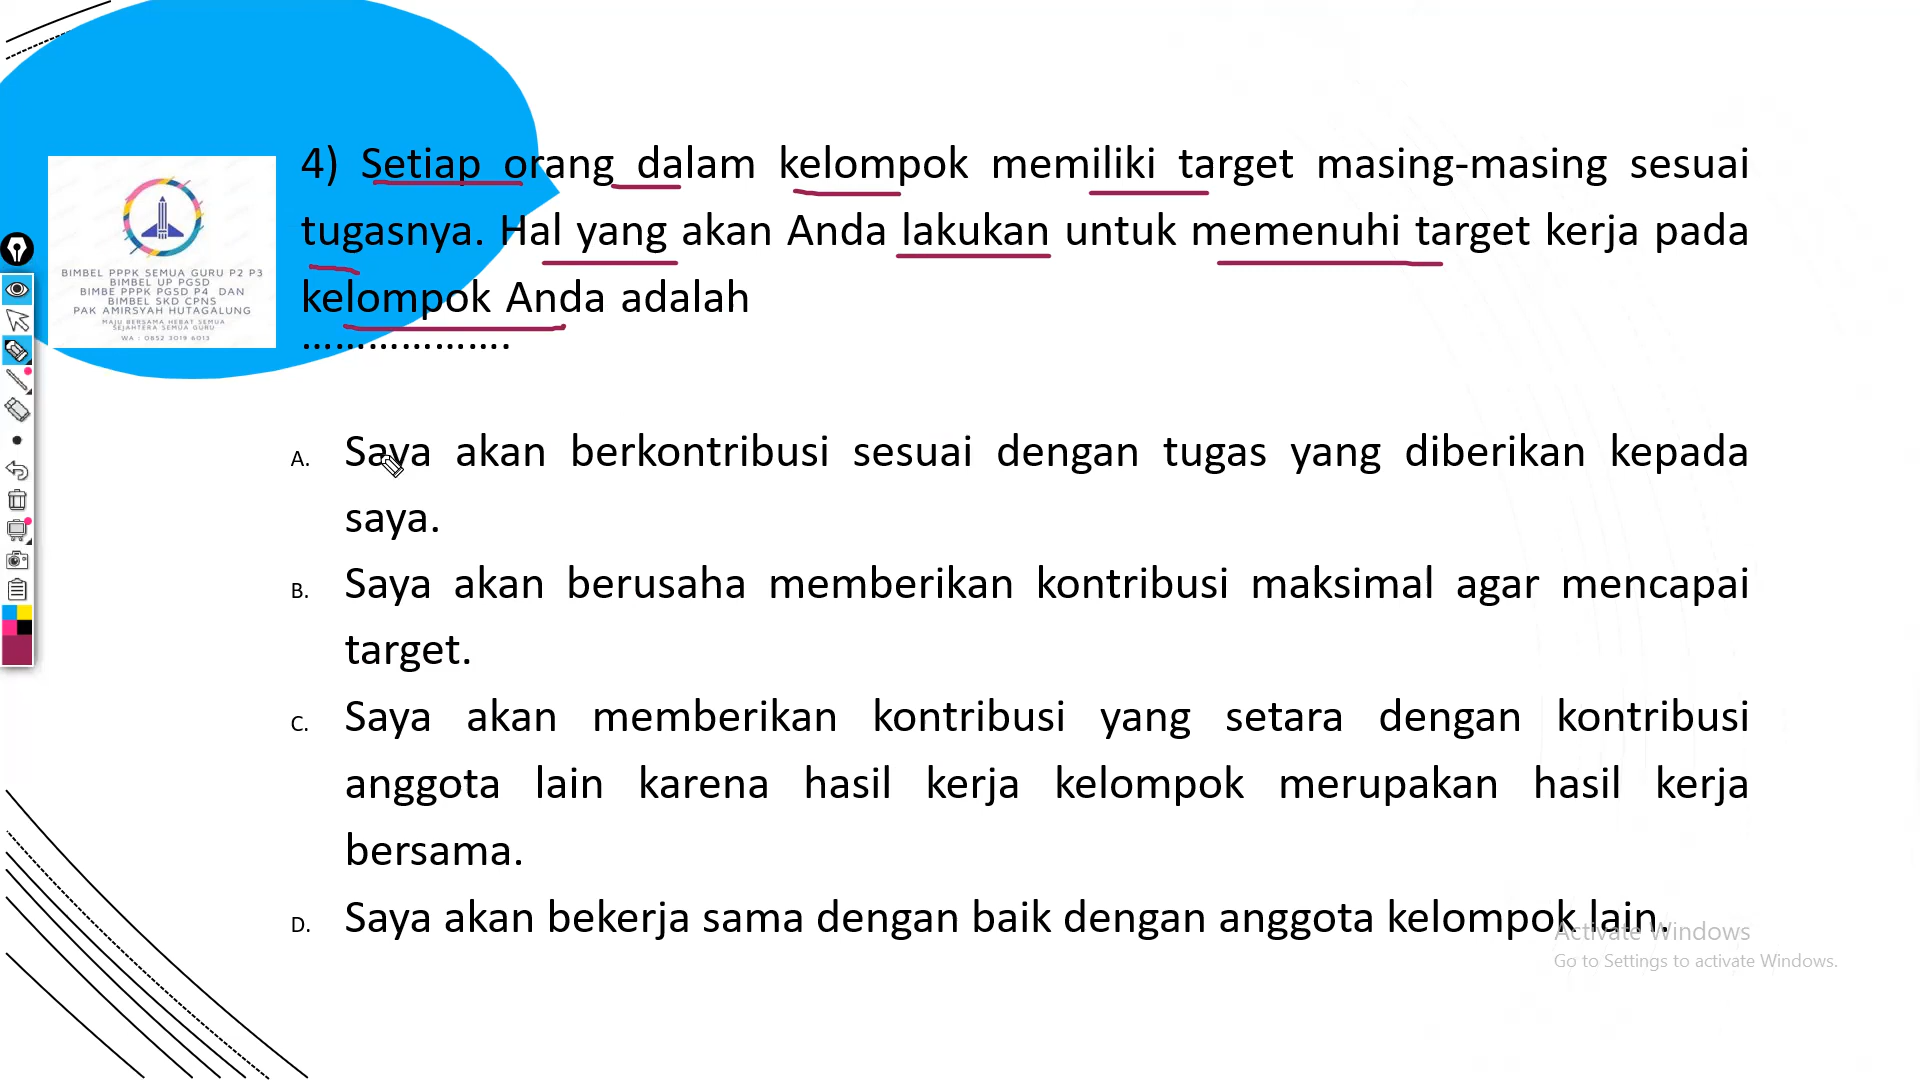 4) Setiap orang dalam kelompok memiliki target masing-masing sesuai
tugasnya. Hal yang akan Anda lakukan untuk memenuhi target kerja pada
kelompok Anda adalah
...................
BIMBEL PPPK SEMUA GURU P2 P3
BIMBEL UP PGSD
BIMBE PPPK PGSD P4 DAN
BIMBEL SKD CPNS
PAK AMIRSYAH HUTAGALUNG
MAJU BERSAMA HEBAT SEMUA
SEJAHTERA SEMUA GURU
WA : 0852 3019 6013
A. Saya akan berkontribusi sesuai dengan tugas yang diberikan kepada
saya.
B. Saya akan berusaha memberikan kontribusi maksimal agar mencapai
target.
C. Saya akan memberikan kontribusi yang setara dengan kontribusi
anggota lain karena hasil kerja kelompok merupakan hasil kerja
bersama.
D. Saya akan bekerja sama dengan baik dengan anggota kelompok lain.
Activate Windows
Go to Settings to activate Windows.